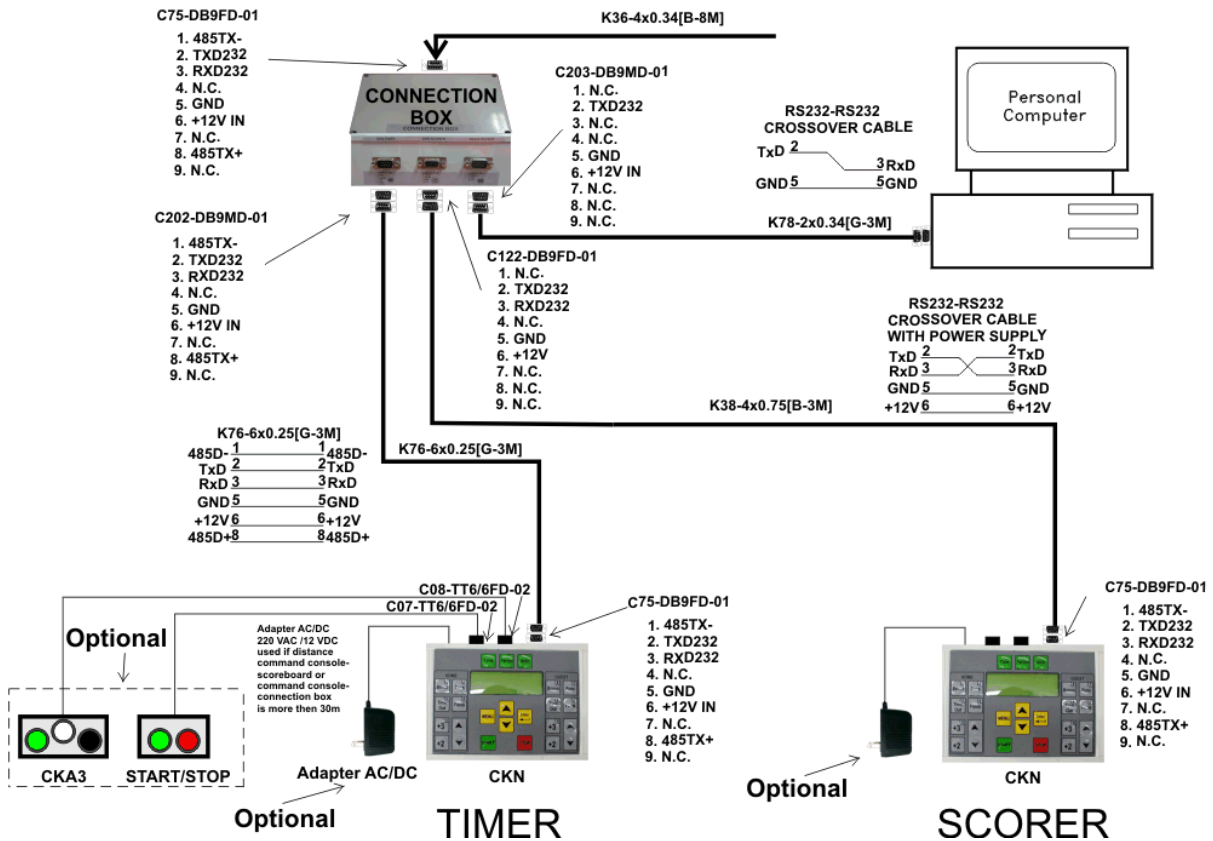 C75-DB9FD-01
1. 485TX-
2. TXD232
3. RXD232
4. N.C.
5. GND
6. +12V IN
7. N.C.
8. 485TX+
9. N.C.
K36-4x0.34[B-8M]
CONNECTION
BOX
CONNECTION BOX
C203-DB9MD-01
1. N.C.
2. TXD232
3. N.C.
4. N.C.
5. GND
6. +12V IN
7. N.C.
8. N.C.
9. N.C.
RS232-RS232
CROSSOVER CABLE
TxD 2
3 RxD
GND 5 5 GND
Personal
Computer
K78-2x0.34[G-3M]
C202-DB9MD-01
1. 485TX-
2. TXD232
3. RXD232
4. N.C.
5. GND
6. +12V IN
7. N.C.
8. 485TX+
9. N.C.
C122-DB9FD-01
1. N.C.
2. TXD232
3. RXD232
4. N.C.
5. GND
6. +12V
7. N.C.
8. N.C.
9. N.C.
RS232-RS232
CROSSOVER CABLE
WITH POWER SUPPLY
TxD 2 2 TxD
RxD 3 3 RxD
GND 5 5 GND
+12V 6 6 +12V
K38-4x0.75[B-3M]
K76-6x0.25[G-3M]
485D- 1 1 485D-
TxD 2 2 TxD
RxD 3 3 RxD
GND 5 5 GND
+12V 6 6 +12V
485D+ 8 8 485D+
K76-6x0.25[G-3M]
C08-TT6/6FD-02
C07-TT6/6FD-02
Optional
CKA3
START/STOP
Adapter AC/DC
220 VAC /12 VDC
used if distance
command console-
scoreboard or
command console-
connection box
is more then 30m
Adapter AC/DC
Optional
C75-DB9FD-01
1. 485TX-
2. TXD232
3. RXD232
4. N.C.
5. GND
6. +12V IN
7. N.C.
8. 485TX+
9. N.C.
CKN
TIMER
Optional
C75-DB9FD-01
1. 485TX-
2. TXD232
3. RXD232
4. N.C.
5. GND
6. +12V IN
7. N.C.
8. 485TX+
9. N.C.
CKN
SCORER